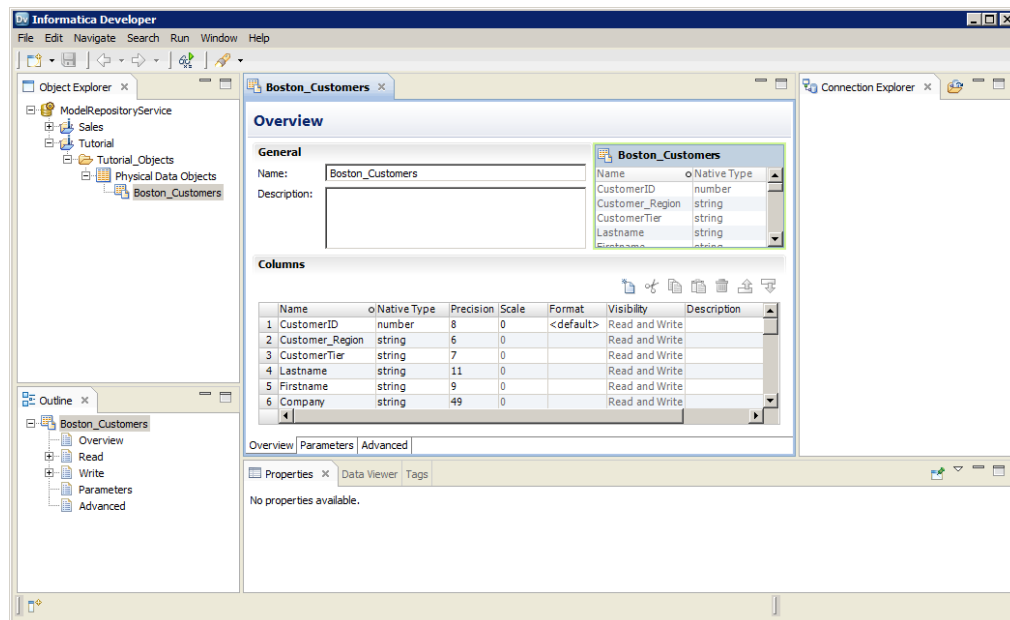 Informatica Developer
File Edit Navigate Search Run Window Help
Object Explorer
ModelRepositoryService
Sales
Tutorial
Tutorial_Objects
Physical Data Objects
Boston_Customers
Boston_Customers
Overview
General
Name: Boston_Customers
Description:
Boston_Customers
Name Native Type
CustomerID number
Customer_Region string
CustomerTier string
Lastname string
Firstname string
Columns
Name Native Type Precision Scale Format Visibility Description
1 CustomerID number 8 0 <default> Read and Write
2 Customer_Region string 6 0 Read and Write
3 CustomerTier string 7 0 Read and Write
4 Lastname string 11 0 Read and Write
5 Firstname string 9 0 Read and Write
6 Company string 49 0 Read and Write
Overview Parameters Advanced
Connection Explorer
Outline
Boston_Customers
Overview
Read
Write
Parameters
Advanced
Properties Data Viewer Tags
No properties available.